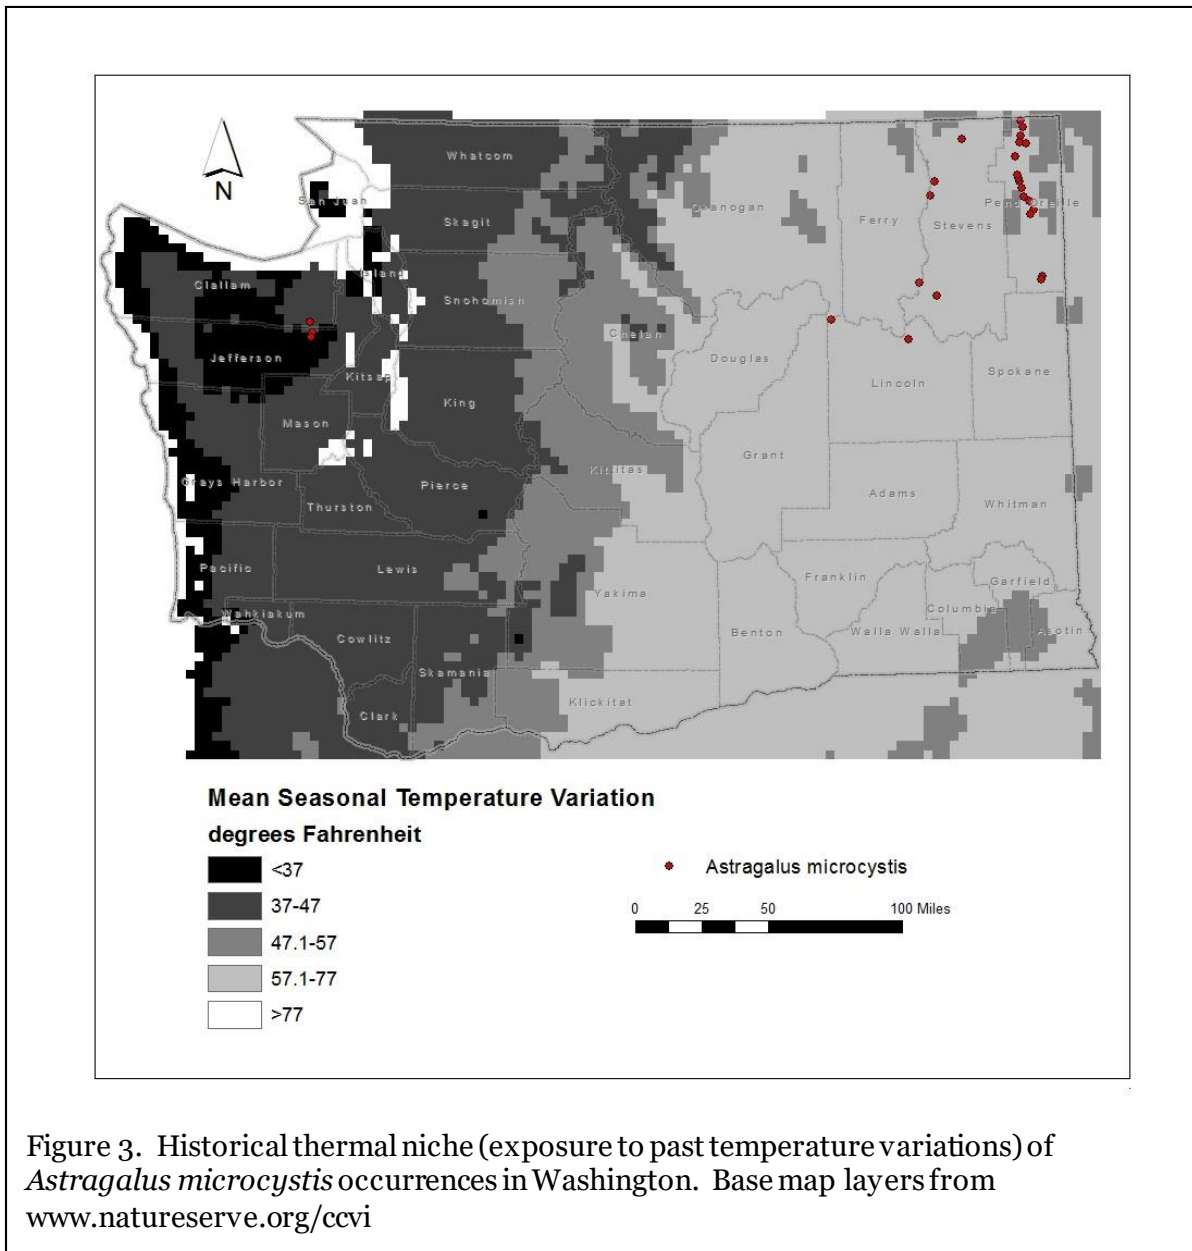 N
Whatcom
San Juan
Skagit
Okanogan
Ferry
Stevens
Pend Oreille
Clallam
Island
Snohomish
Chelan
Jefferson
Kitsap
Douglas
Lincoln
Spokane
King
Mason
Grant
Kittitas
Grays Harbor
Pierce
Adams
Whitman
Thurston
Pacific
Lewis
Yakima
Franklin
Garfield
Columbia
Wahkiakum
Cowlitz
Benton
Walla Walla
Asotin
Skamania
Clark
Klickitat
Mean Seasonal Temperature Variation
degrees Fahrenheit
<37
37-47
47.1-57
57.1-77
>77
Astragalus microcystis
0 25 50 100 Miles
Figure 3. Historical thermal niche (exposure to past temperature variations) of
Astragalus microcystis occurrences in Washington. Base map layers from
www.natureserve.org/ccvi